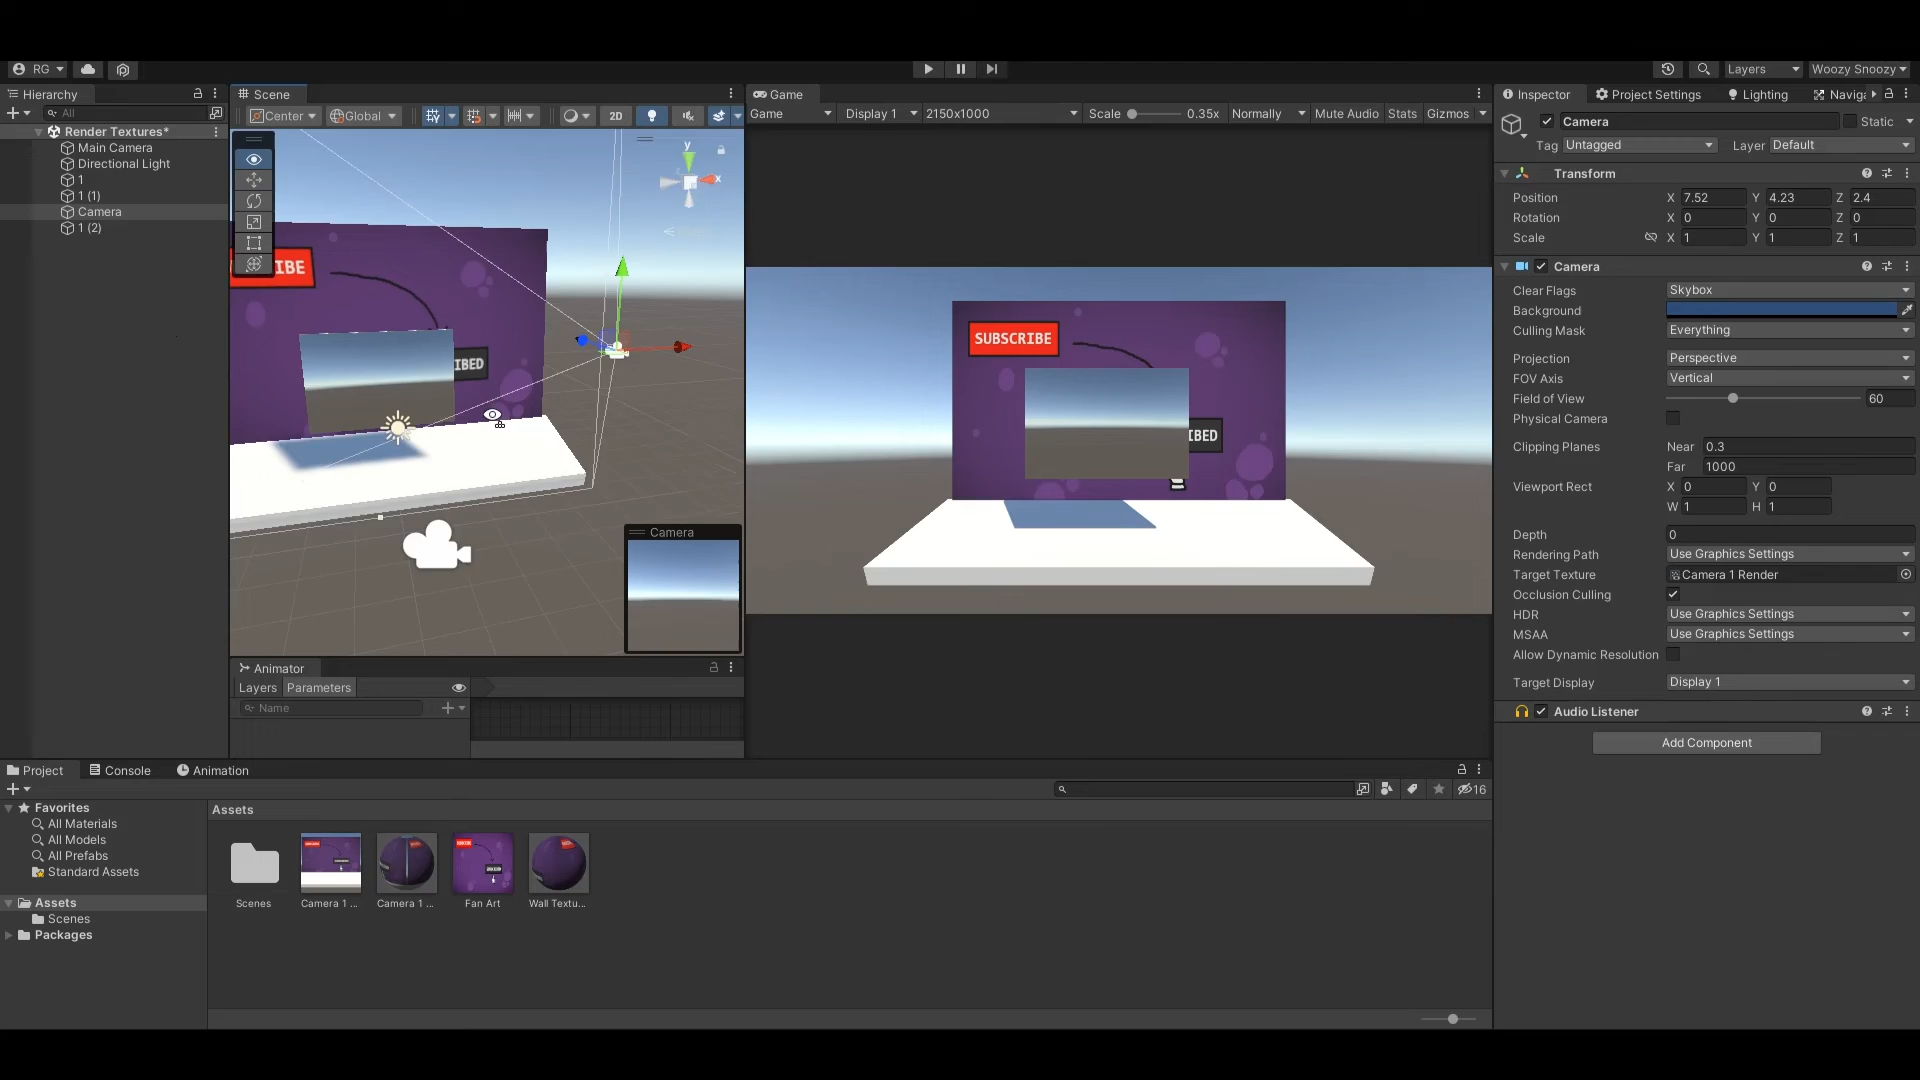 RG
Layers
Woozy Snoozy
Hierarchy
All
Render Textures*
Main Camera
Directional Light
1
1 (1)
Camera
1 (2)
Scene
Center
Global
2D
y
x
IBE
IBED
Camera
Animator
Layers
Parameters
Name
Game
Game
Display 1
2150x1000
Scale
0.35x
Normally
Mute Audio
Stats
Gizmos
SUBSCRIBE
IBED
Inspector
Project Settings
Lighting
Naviga
Camera
Static
Tag
Untagged
Layer
Default
Transform
Position X 7.52 Y 4.23 Z 2.4
Rotation X 0 Y 0 Z 0
Scale X 1 Y 1 Z 1
Camera
Clear Flags Skybox
Background
Culling Mask Everything
Projection Perspective
FOV Axis Vertical
Field of View 60
Physical Camera
Clipping Planes Near 0.3
Far 1000
Viewport Rect X 0 Y 0
W 1 H 1
Depth 0
Rendering Path Use Graphics Settings
Target Texture Camera 1 Render
Occlusion Culling
HDR Use Graphics Settings
MSAA Use Graphics Settings
Allow Dynamic Resolution
Target Display Display 1
Audio Listener
Add Component
Project
Console
Animation
16
Favorites
All Materials
All Models
All Prefabs
Standard Assets
Assets
Scenes
Packages
Assets
Scenes
Camera 1 ...
Camera 1 ...
Fan Art
Wall Textu...